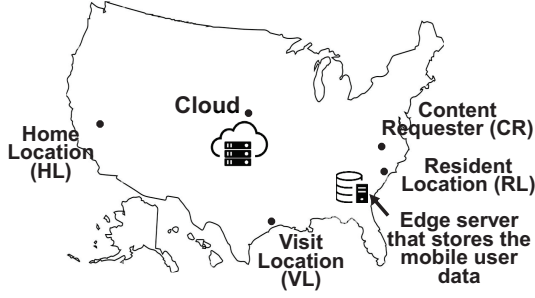 Cloud
Home
Location
(HL)
Content
Requester (CR)
Resident
Location (RL)
Edge server
that stores the
mobile user
data
Visit
Location
(VL)